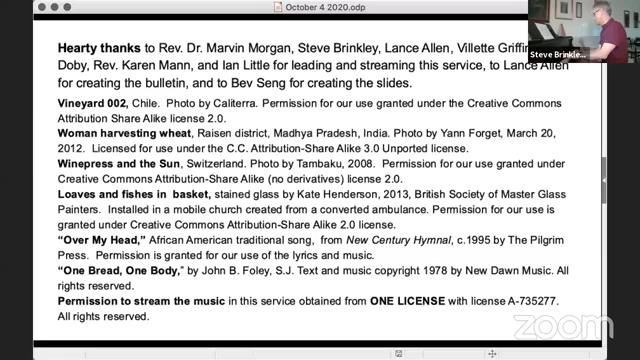 October 4 2020.odp
Steve Brinkle...
Hearty thanks to Rev. Dr. Marvin Morgan, Steve Brinkley, Lance Allen, Villette Griffin
Doby, Rev. Karen Mann, and Ian Little for leading and streaming this service, to Lance Allen
for creating the bulletin, and to Bev Seng for creating the slides.
Vineyard 002, Chile. Photo by Caliterra. Permission for our use granted under the Creative Commons
Attribution Share Alike license 2.0.
Woman harvesting wheat, Raisen district, Madhya Pradesh, India. Photo by Yann Forget, March 20,
2012. Licensed for use under the C.C. Attribution-Share Alike 3.0 Unported license.
Winepress and the Sun, Switzerland. Photo by Tambaku, 2008. Permission for our use granted under
Creative Commons Attribution-Share Alike (no derivatives) license 2.0.
Loaves and fishes in basket, stained glass by Kate Henderson, 2013, British Society of Master Glass
Painters. Installed in a mobile church created from a converted ambulance. Permission for our use is
granted under Creative Commons Attribution-Share Alike 2.0 license.
"Over My Head," African American traditional song, from New Century Hymnal, c.1995 by The Pilgrim
Press. Permission is granted for our use of the lyrics and music.
"One Bread, One Body," by John B. Foley, S.J. Text and music copyright 1978 by New Dawn Music. All
rights reserved.
Permission to stream the music in this service obtained from ONE LICENSE with license A-735277.
All rights reserved.
zoom